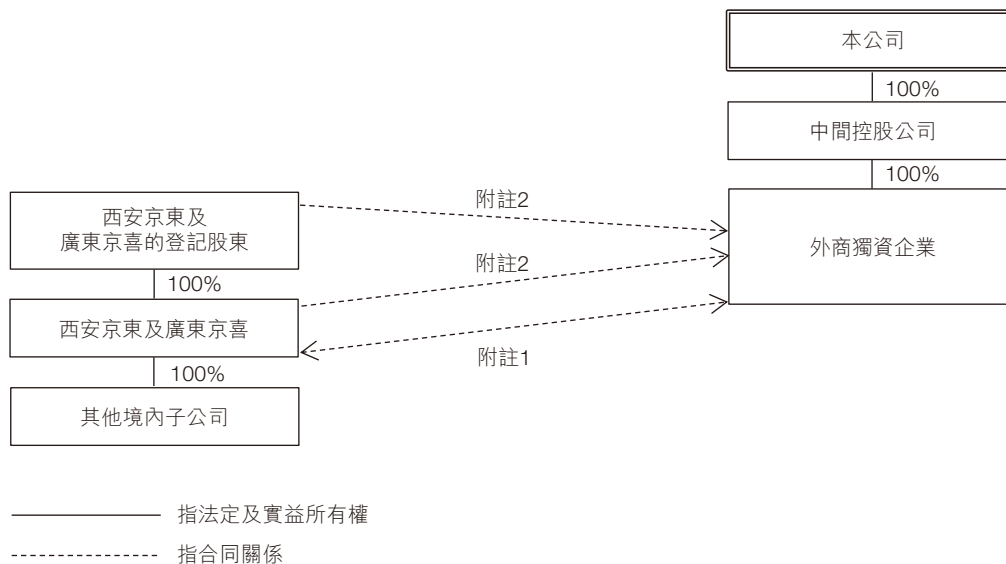 本公司
100%
中間控股公司
100%
外商獨資企業
西安京東及
廣東京喜的登記股東
100%
西安京東及廣東京喜
100%
其他境內子公司
附註2
附註2
附註1
指法定及實益所有權
指合同關係